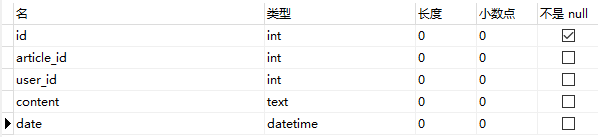 名 类型 长度 小数点 不是 null
id int 0 0
article_id int 0 0
user_id int 0 0
content text 0 0
date datetime 0 0